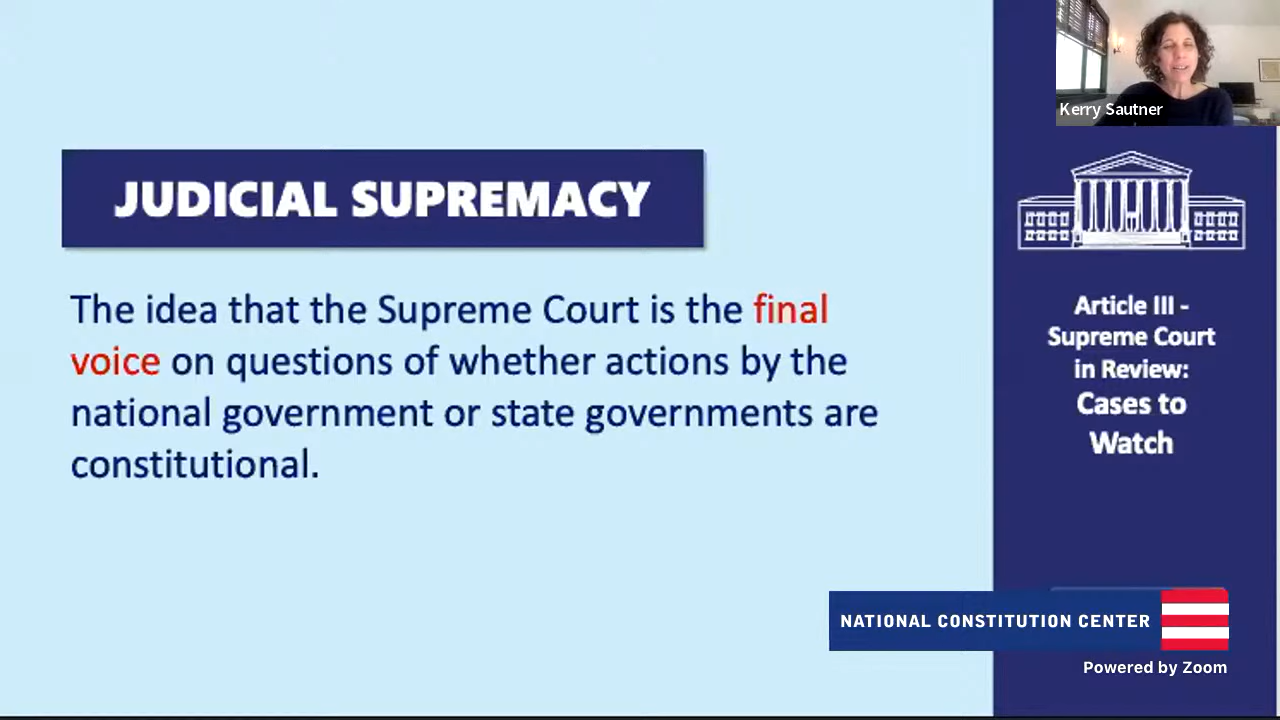 Kerry Sautner
JUDICIAL SUPREMACY
The idea that the Supreme Court is the final
voice on questions of whether actions by the
national government or state governments are
constitutional.
Article III -
Supreme Court
in Review:
Cases to
Watch
NATIONAL CONSTITUTION CENTER
Powered by Zoom